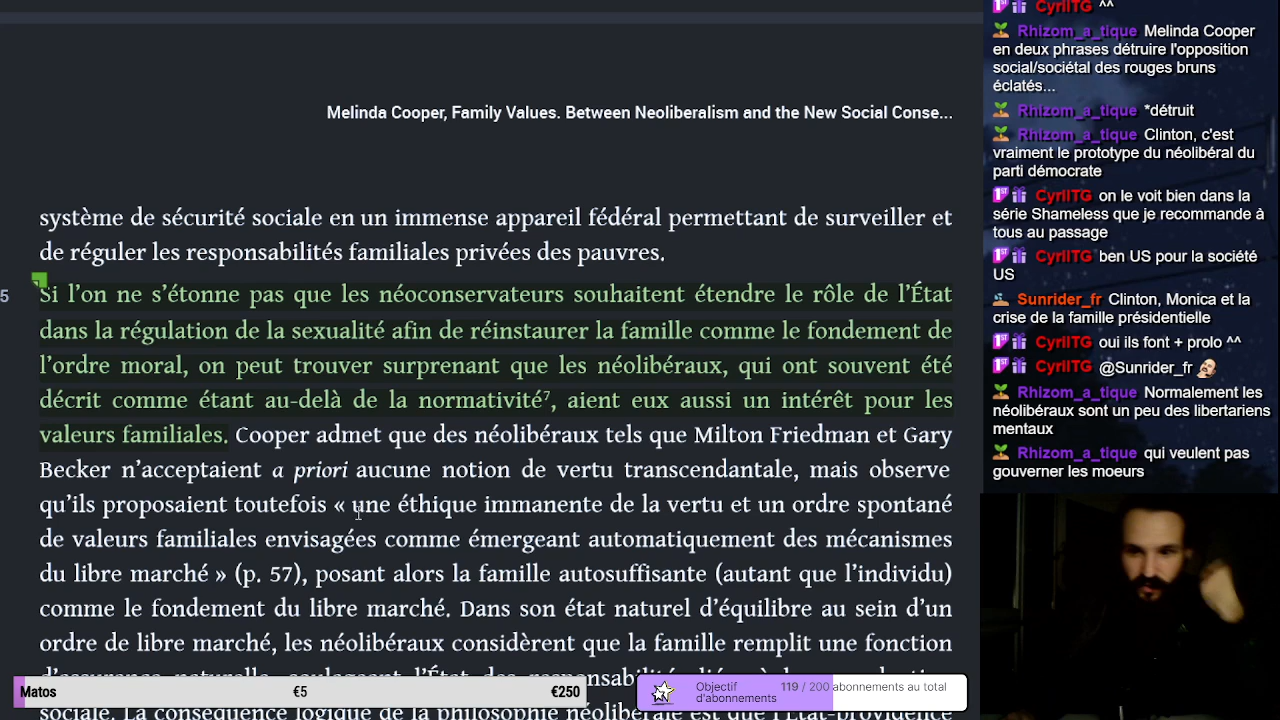 Melinda Cooper, Family Values. Between Neoliberalism and the New Social Conse...
système de sécurité sociale en un immense appareil fédéral permettant de surveiller et
de réguler les responsabilités familiales privées des pauvres.
5
Si l’on ne s’étonne pas que les néoconservateurs souhaitent étendre le rôle de l’État
dans la régulation de la sexualité afin de réinstaurer la famille comme le fondement de
l’ordre moral, on peut trouver surprenant que les néolibéraux, qui ont souvent été
décrit comme étant au-delà de la normativité⁷, aient eux aussi un intérêt pour les
valeurs familiales. Cooper admet que des néolibéraux tels que Milton Friedman et Gary
Becker n’acceptaient a priori aucune notion de vertu transcendantale, mais observe
qu’ils proposaient toutefois « une éthique immanente de la vertu et un ordre spontané
de valeurs familiales envisagées comme émergeant automatiquement des mécanismes
du libre marché » (p. 57), posant alors la famille autosuffisante (autant que l’individu)
comme le fondement du libre marché. Dans son état naturel d’équilibre au sein d’un
ordre de libre marché, les néolibéraux considèrent que la famille remplit une fonction
sociale. La conséquence logique de la philosophie néolibérale est que l’État-providence
Matos
€5
€250
Objectif
d'abonnements
119 / 200 abonnements au total
CyrilTG ^^
Rhizom_a_tique Melinda Cooper
en deux phrases détruire l'opposition
social/sociétal des rouges bruns
éclatés...
Rhizom_a_tique *détruit
Rhizom_a_tique Clinton, c'est
vraiment le prototype du néolibéral du
parti démocrate
CyrilTG on le voit bien dans la
série Shameless que je recommande à
tous au passage
CyrilTG ben US pour la société
US
Sunrider_fr Clinton, Monica et la
crise de la famille présidentielle
CyrilTG oui ils font + prolo ^^
CyrilTG @Sunrider_fr
Rhizom_a_tique Normalement les
néolibéraux sont un peu des libertariens
mentaux
Rhizom_a_tique qui veulent pas
gouverner les moeurs